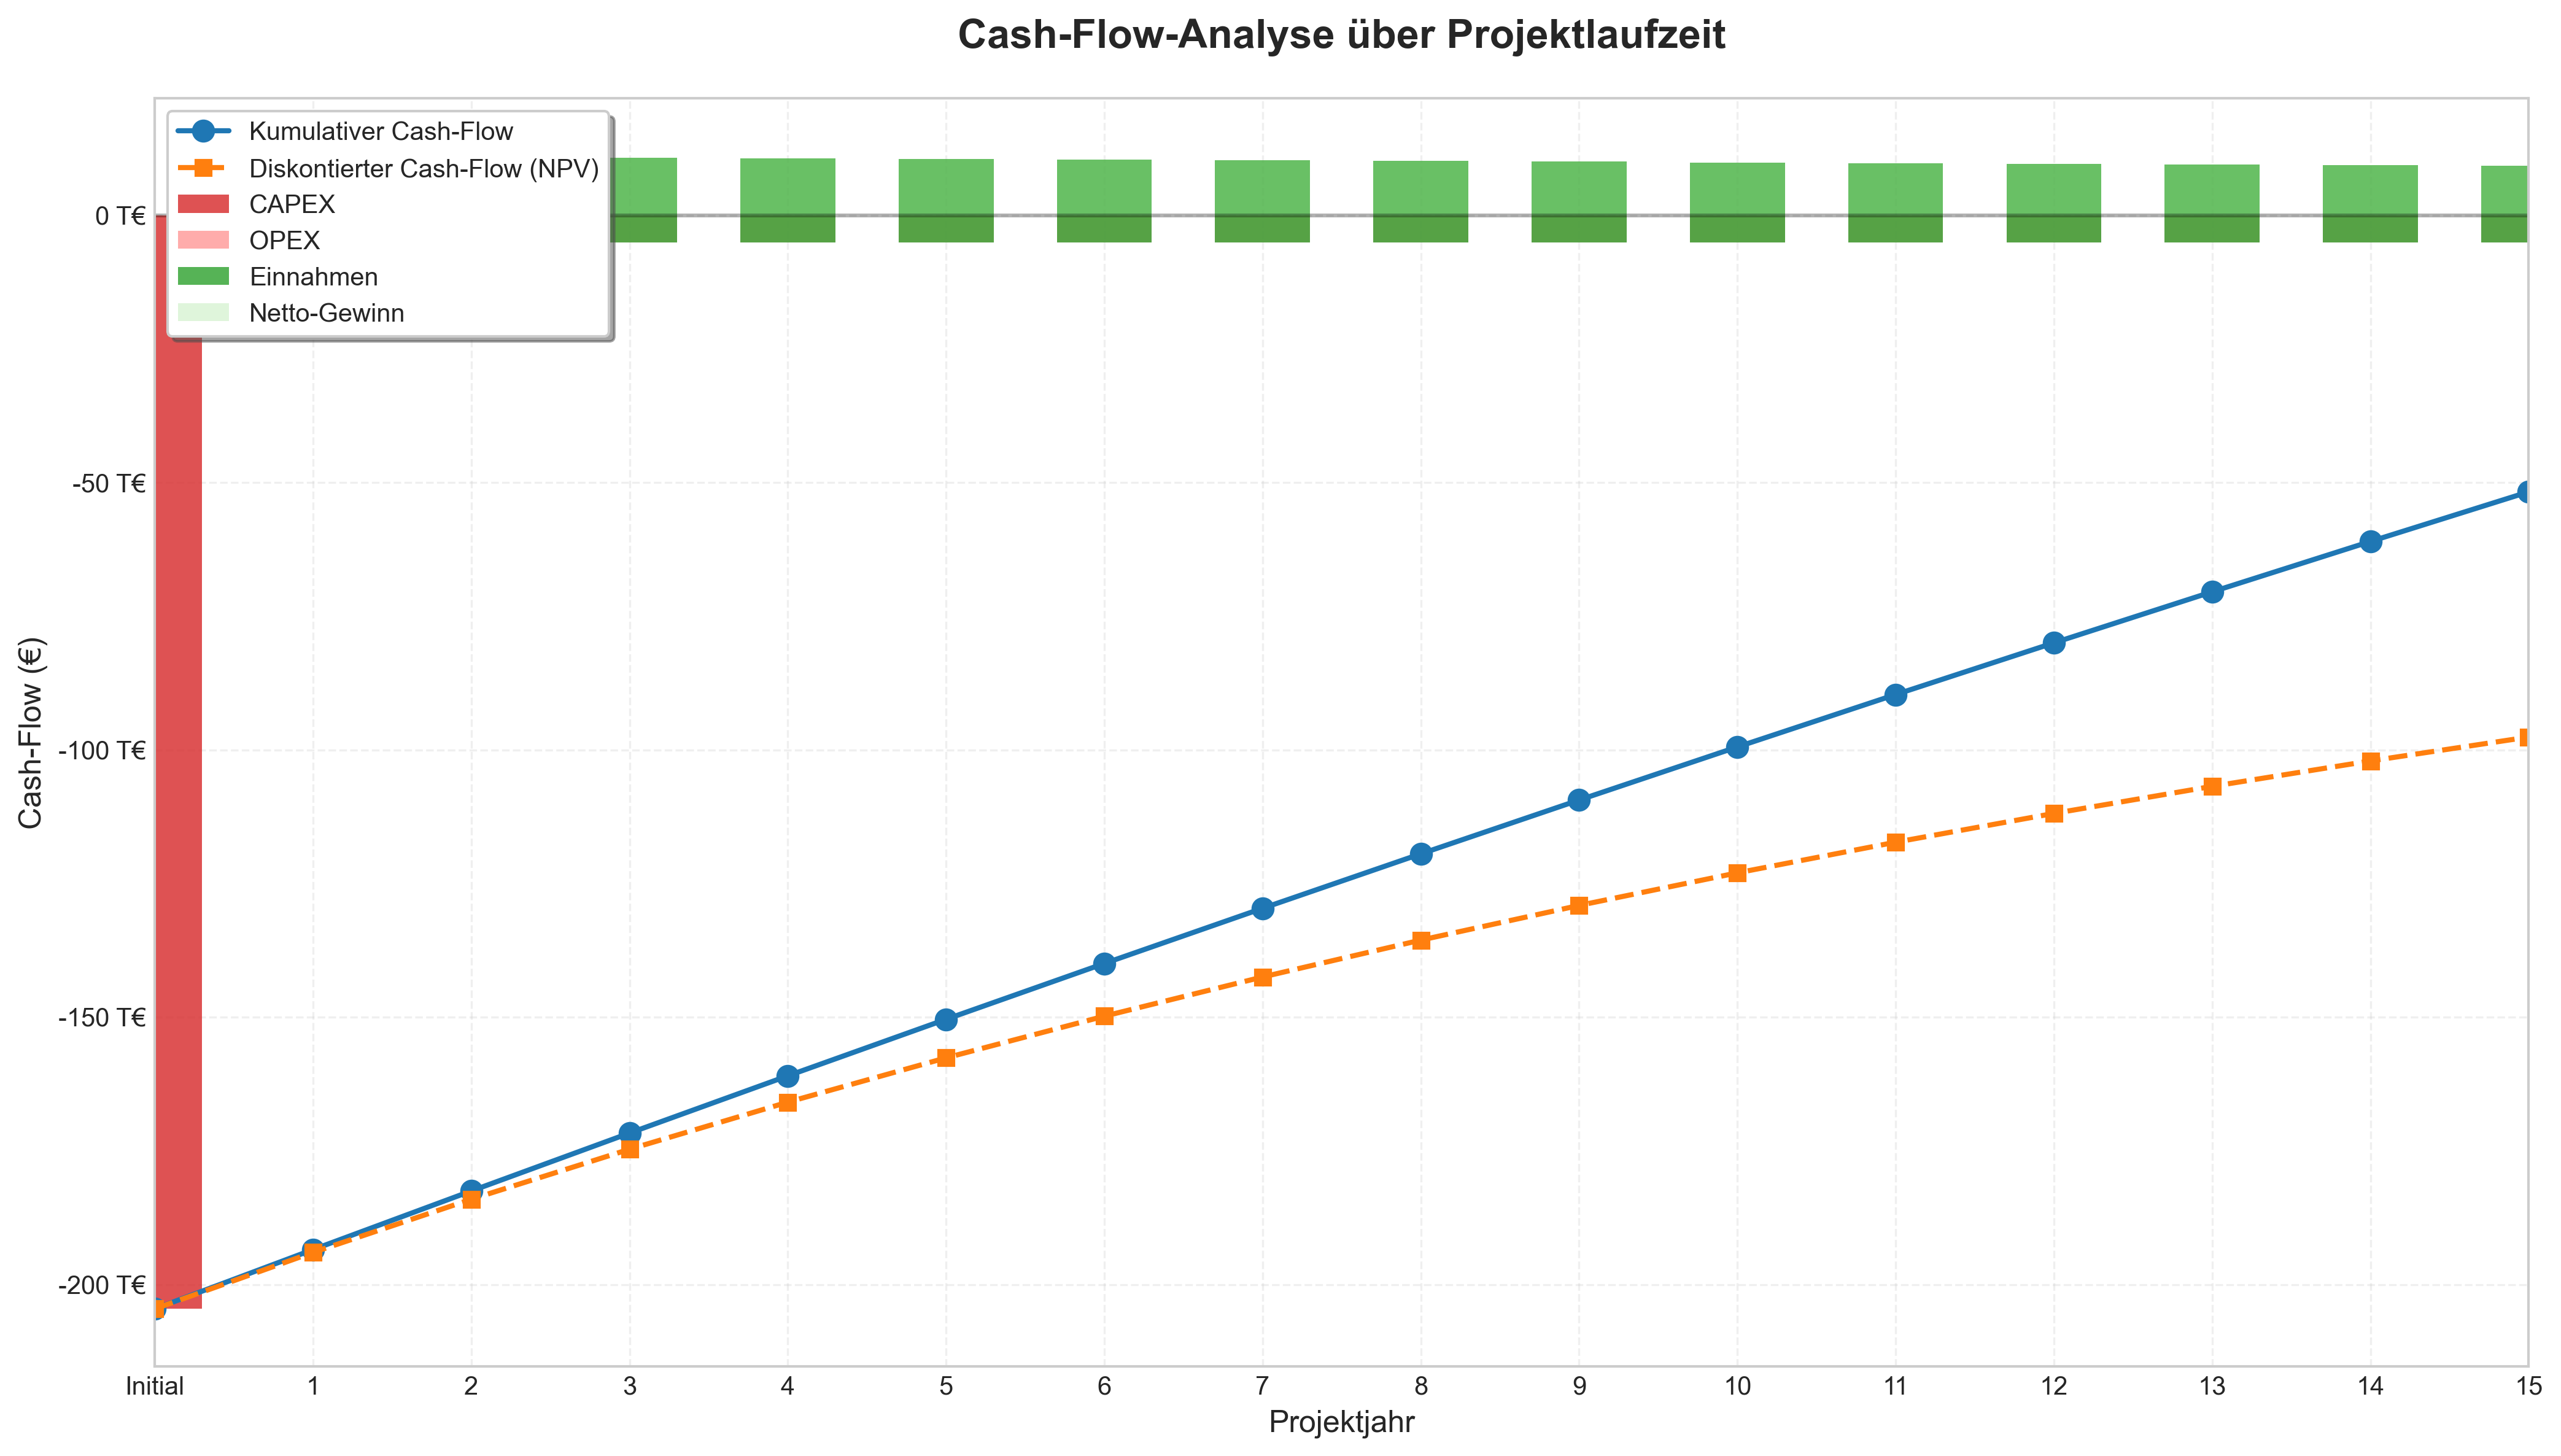 Cash-Flow-Analyse über Projektlaufzeit
Kumulativer Cash-Flow
Diskontierter Cash-Flow (NPV)
CAPEX
OPEX
Einnahmen
Netto-Gewinn
0 T€
-50 T€
-100 T€
-150 T€
-200 T€
Cash-Flow (€)
Initial 1 2 3 4 5 6 7 8 9 10 11 12 13 14 15
Projektjahr